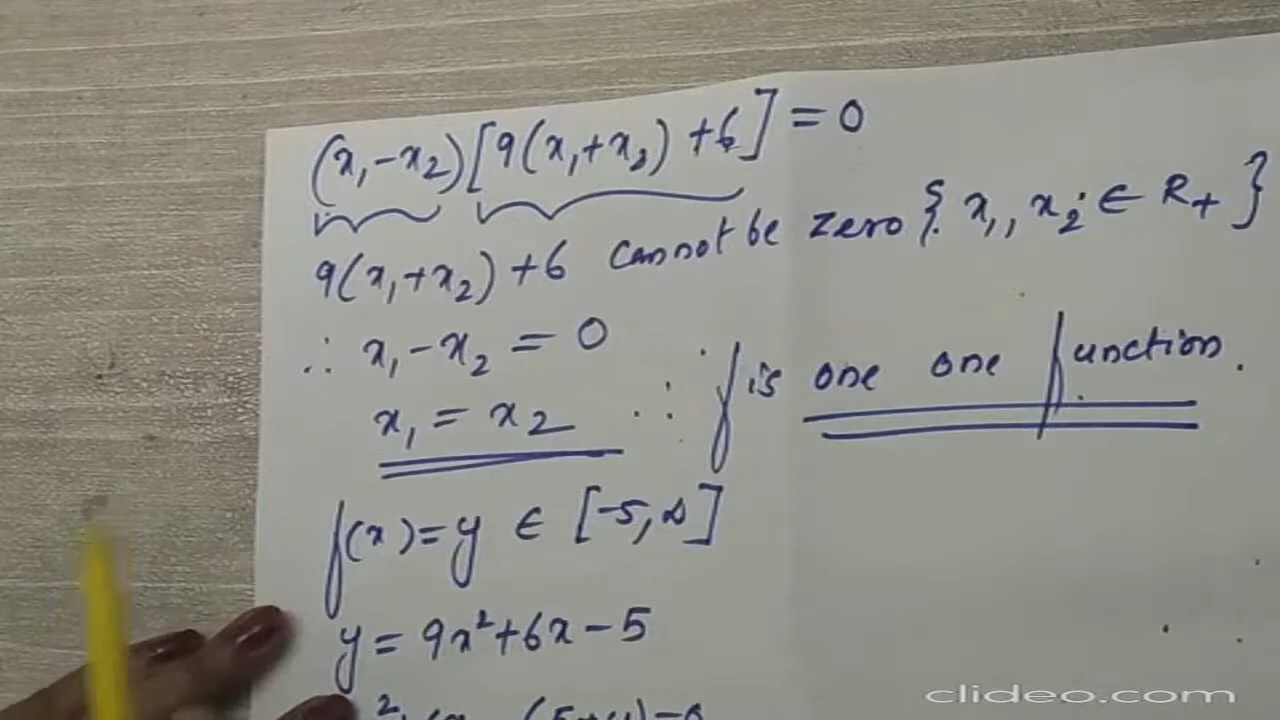 (x₁-x₂)[9(x₁+x₂)+6] = 0
9(x₁+x₂)+6 cannot be zero {∵ x₁, x₂ ∈ R₊}
∴ x₁-x₂ = 0
x₁ = x₂ ∴ f is one one function.
f(x)=y ∈ [-5,∞]
y = 9x²+6x-5
clideo.com